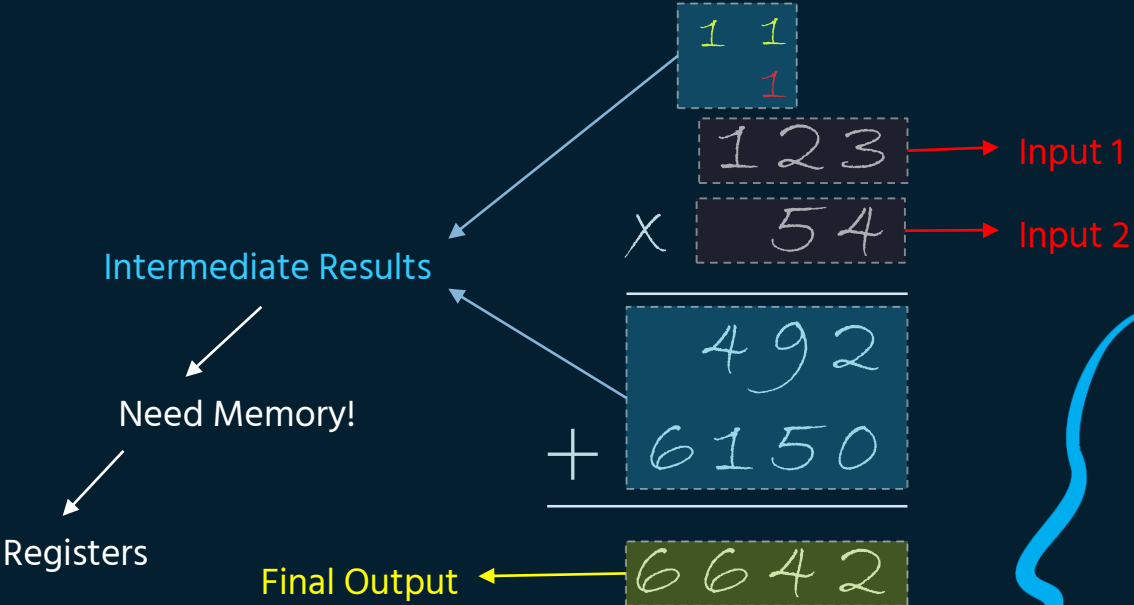 1 1
1
123 Input 1
X 54 Input 2
Intermediate Results
492
Need Memory!
+ 6150
Registers
Final Output 6642